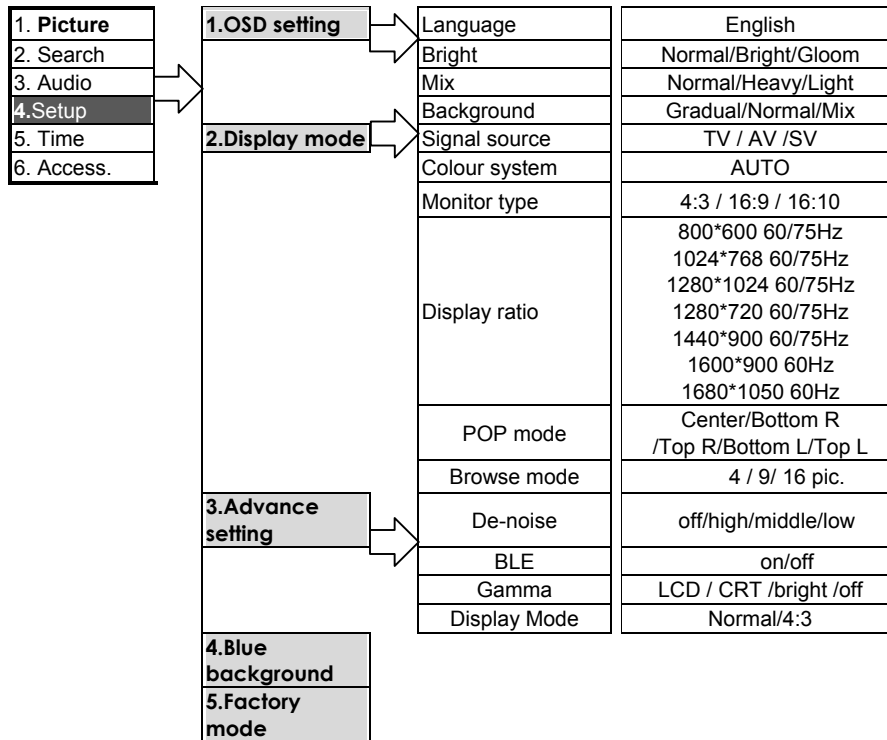 1. Picture
2. Search
3. Audio
4.Setup
5. Time
6. Access.
1.OSD setting
2.Display mode
3.Advance
setting
4.Blue
background
5.Factory
mode
Language English
Bright Normal/Bright/Gloom
Mix Normal/Heavy/Light
Background Gradual/Normal/Mix
Signal source TV / AV /SV
Colour system AUTO
Monitor type 4:3 / 16:9 / 16:10
Display ratio
800*600 60/75Hz
1024*768 60/75Hz
1280*1024 60/75Hz
1280*720 60/75Hz
1440*900 60/75Hz
1600*900 60Hz
1680*1050 60Hz
POP mode
Center/Bottom R
/Top R/Bottom L/Top L
Browse mode 4 / 9/ 16 pic.
De-noise off/high/middle/low
BLE on/off
Gamma LCD / CRT /bright /off
Display Mode Normal/4:3